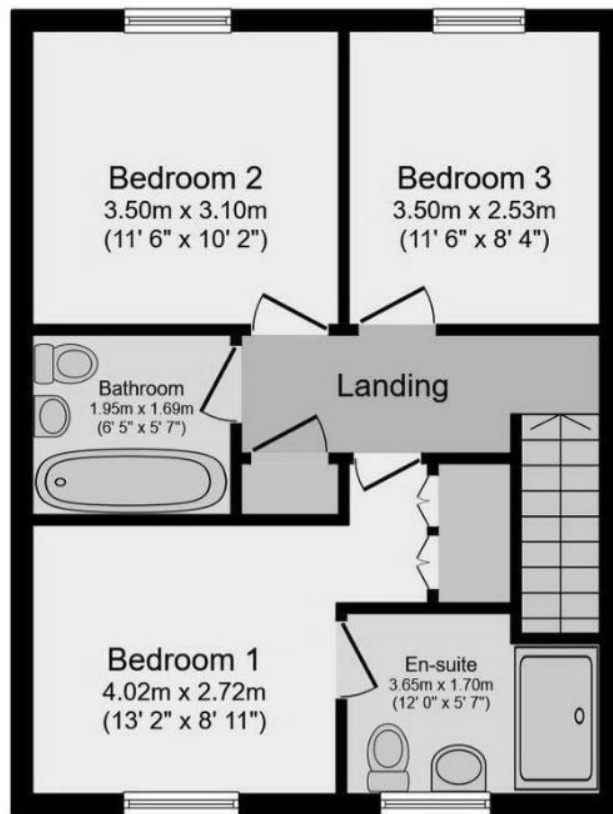 Bedroom 2
3.50m x 3.10m
(11' 6" x 10' 2")
Bedroom 3
3.50m x 2.53m
(11' 6" x 8' 4")
Bathroom
1.95m x 1.69m
(6' 5" x 5' 7")
Landing
Bedroom 1
4.02m x 2.72m
(13' 2" x 8' 11")
En-suite
3.65m x 1.70m
(12' 0" x 5' 7")